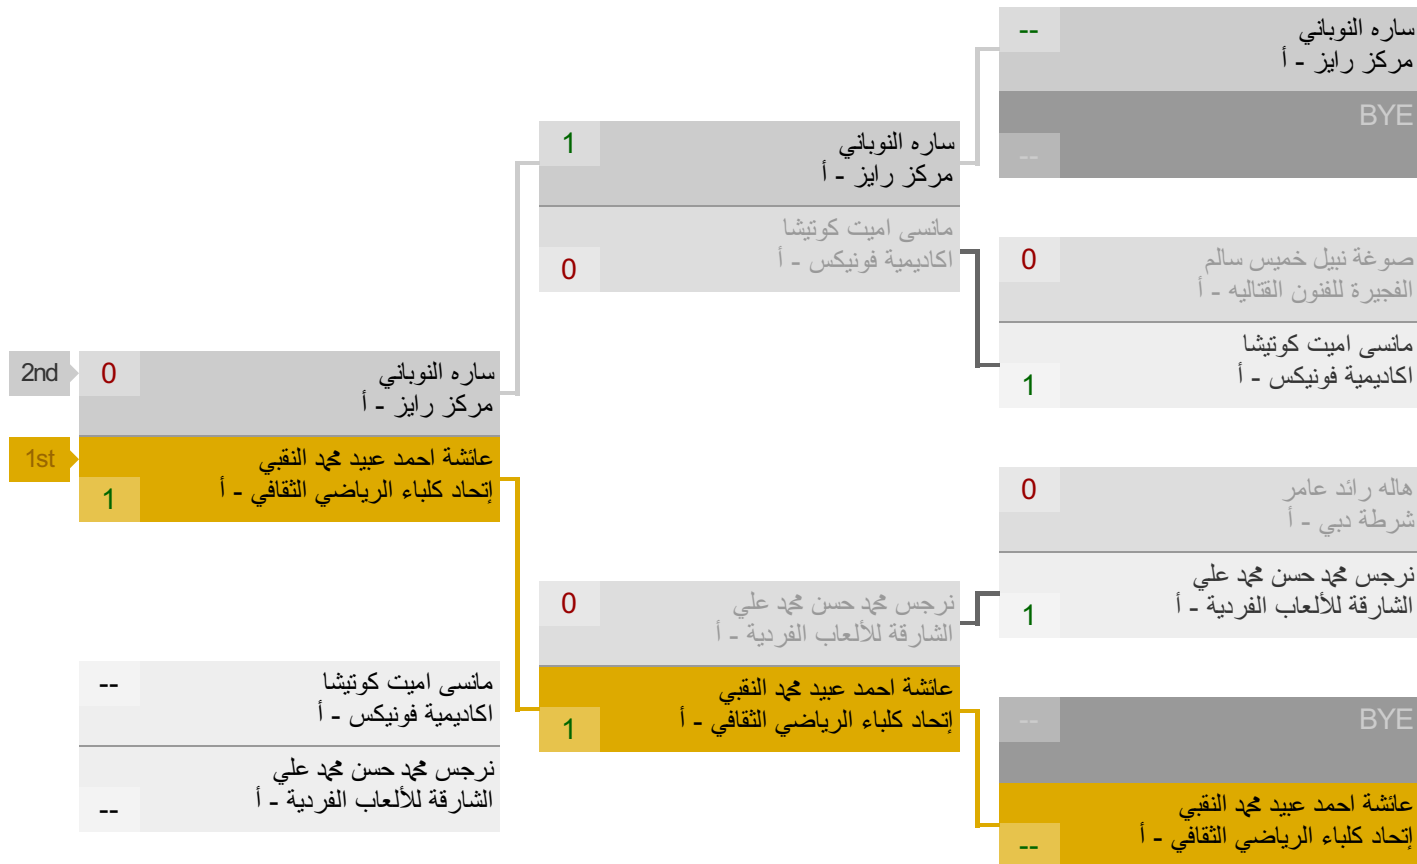 ساره النوباني
مركز رايز - أ
--
BYE
--
صوغة نبيل خميس سالم
الفجيرة للفنون القتاليه - أ
0
مانسى اميت كوتيشا
اكاديمية فونيكس - أ
1
هاله رائد عامر
شرطة دبي - أ
0
نرجس محمد حسن محمد علي
الشارقة للألعاب الفردية - أ
1
BYE
--
عائشة احمد عبيد محمد النقبي
إتحاد كلباء الرياضي الثقافي - أ
--
ساره النوباني
مركز رايز - أ
1
مانسى اميت كوتيشا
اكاديمية فونيكس - أ
0
نرجس محمد حسن محمد علي
الشارقة للألعاب الفردية - أ
0
عائشة احمد عبيد محمد النقبي
إتحاد كلباء الرياضي الثقافي - أ
1
ساره النوباني
مركز رايز - أ
0
2nd
عائشة احمد عبيد محمد النقبي
إتحاد كلباء الرياضي الثقافي - أ
1
1st
مانسى اميت كوتيشا
اكاديمية فونيكس - أ
--
نرجس محمد حسن محمد علي
الشارقة للألعاب الفردية - أ
--